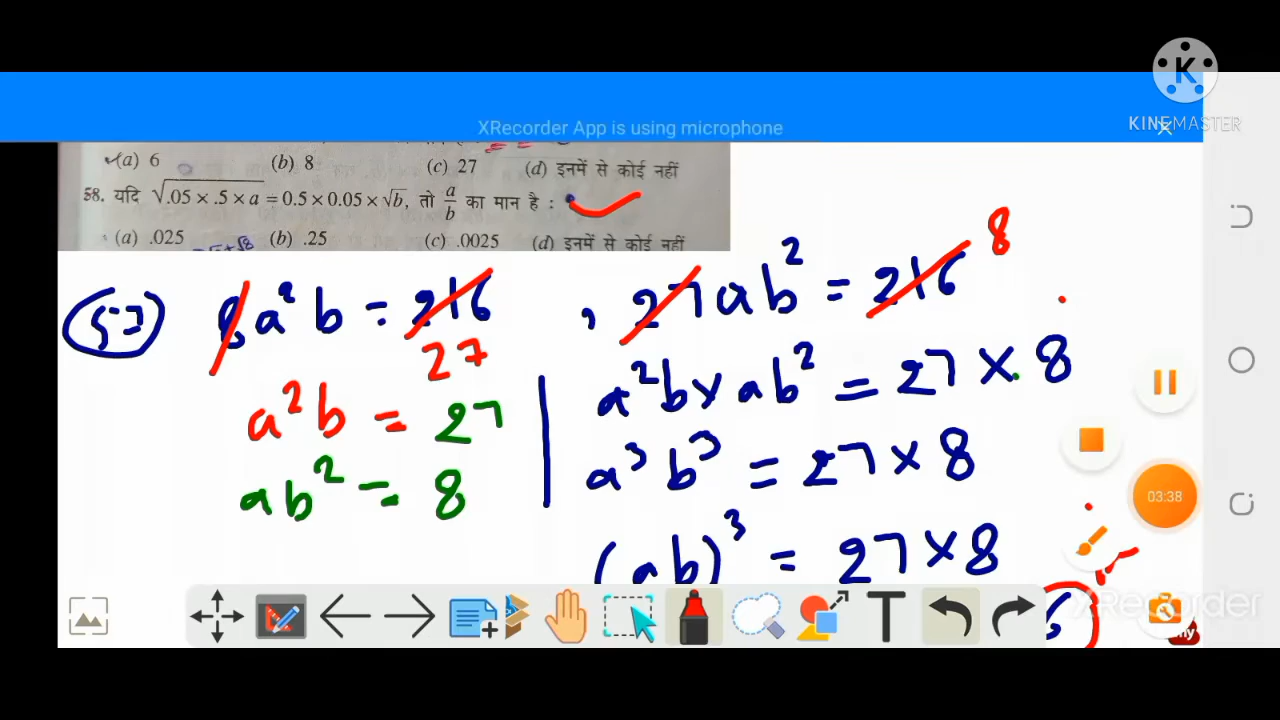 KINEMASTER
XRecorder App is using microphone
(a) 6 (b) 8 (c) 27 (d) इनमें से कोई नहीं
58. यदि √.05 × .5 × a = 0.5 × 0.05 × √b, तो a/b का मान है :
(a) .025 (b) .25 (c) .0025 (d) इनमें से कोई नहीं
8
57 8a²b = 216 , 27ab² = 216
27
a²b = 27
ab² = 8
a²b × ab² = 27 × 8
a³b³ = 27 × 8
(ab)³ = 27 × 8
03:38
T
XRecorder